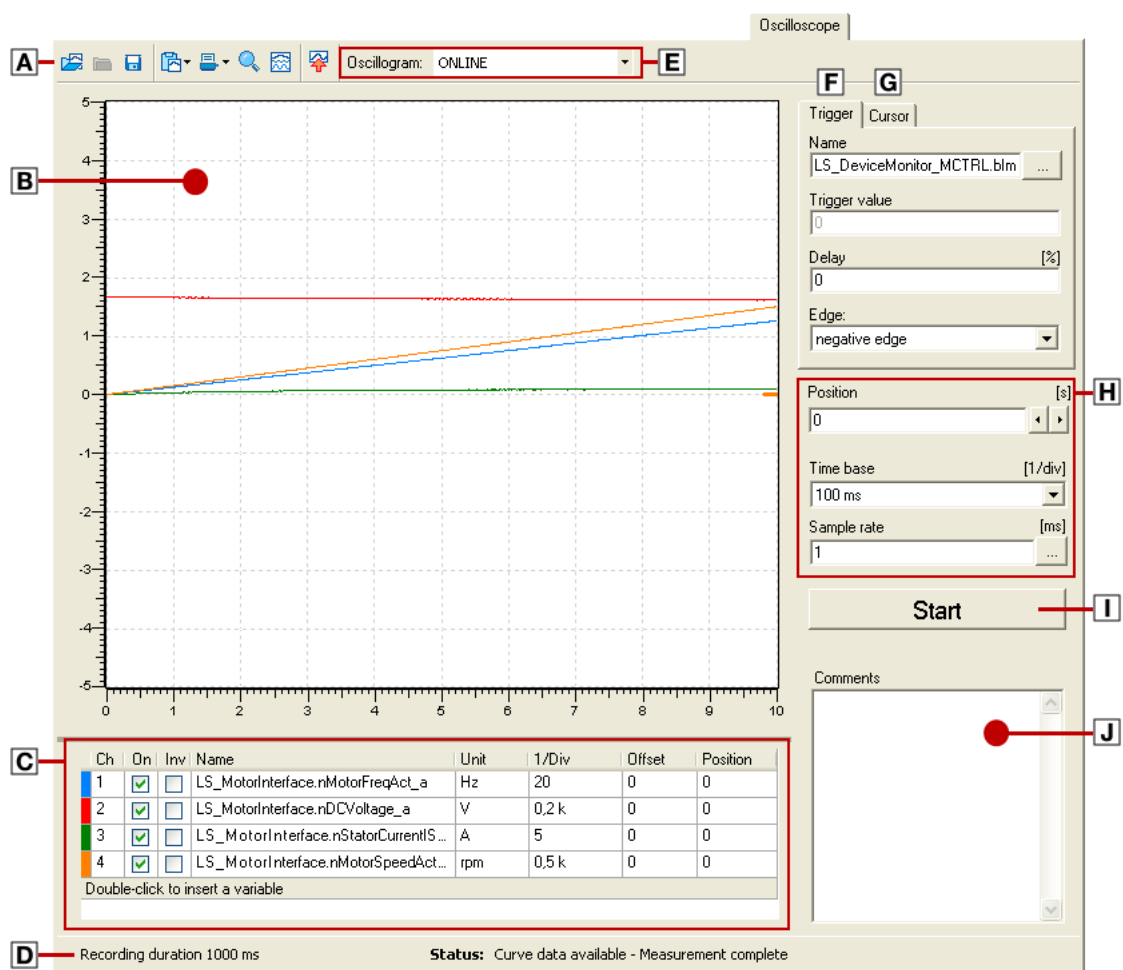 Oscilloscope
A
Oscillogram: ONLINE
E
F
G
Trigger
Cursor
Name
LS_DeviceMonitor_MCTRL.blm
...
Trigger value
0
Delay [%]
0
Edge:
negative edge
B
5
4
3
2
1
0
-1
-2
-3
-4
-5
0 1 2 3 4 5 6 7 8 9 10
H
Position [s]
0
Time base [1/div]
100 ms
Sample rate [ms]
1
...
Start
I
Comments
J
C
Ch On Inv Name Unit 1/Div Offset Position
1 LS_MotorInterface.nMotorFreqAct_a Hz 20 0 0
2 LS_MotorInterface.nDCVoltage_a V 0,2 k 0 0
3 LS_MotorInterface.nStatorCurrentIS... A 5 0 0
4 LS_MotorInterface.nMotorSpeedAct... rpm 0,5 k 0 0
Double-click to insert a variable
D
Recording duration 1000 ms
Status: Curve data available - Measurement complete